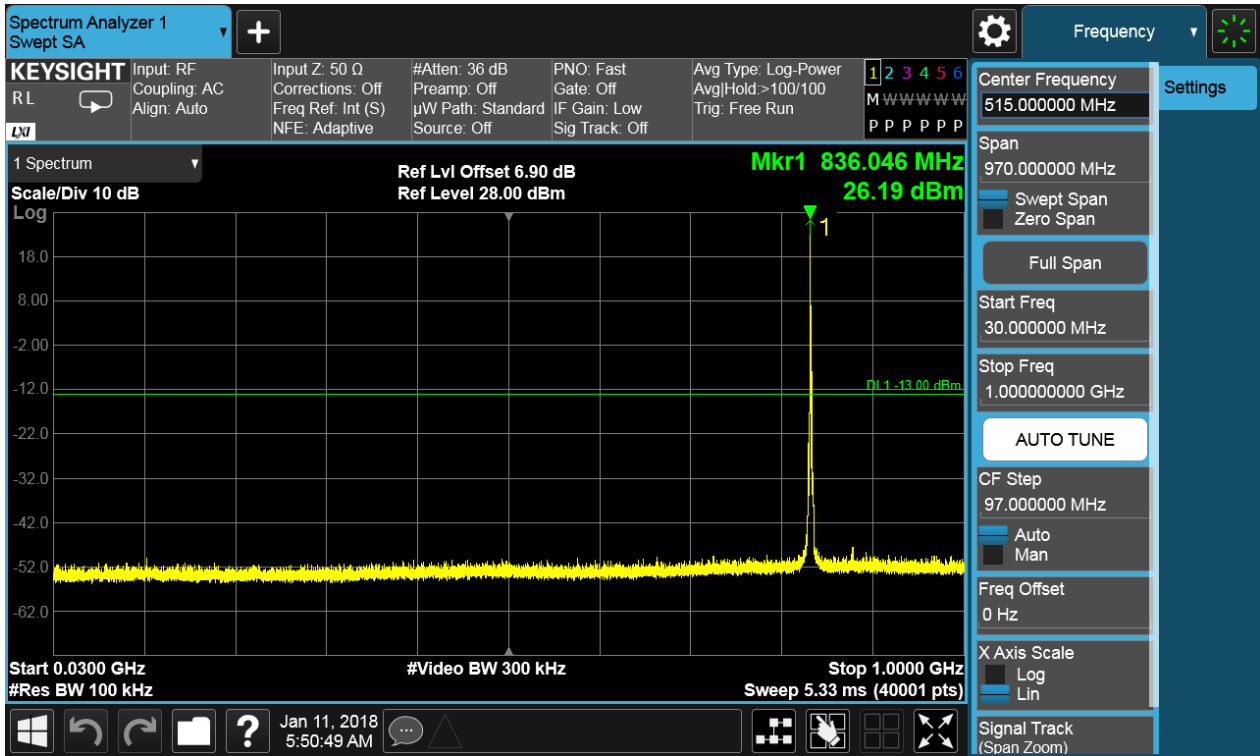 Spectrum Analyzer 1
Swept SA
+
Frequency
KEYSIGHT
RL
LXI
Input: RF
Coupling: AC
Align: Auto
Input Z: 50 Ω
Corrections: Off
Freq Ref: Int (S)
NFE: Adaptive
#Atten: 36 dB
Preamp: Off
µW Path: Standard
Source: Off
PNO: Fast
Gate: Off
IF Gain: Low
Sig Track: Off
Avg Type: Log-Power
Avg|Hold:>100/100
Trig: Free Run
1 2 3 4 5 6
M W W W W W
P P P P P P
1 Spectrum
Scale/Div 10 dB
Log
Ref Lvl Offset 6.90 dB
Ref Level 28.00 dBm
Mkr1 836.046 MHz
26.19 dBm
1
18.0
8.00
-2.00
-12.0
-22.0
-32.0
-42.0
-52.0
-62.0
DL1 -13.00 dBm
Start 0.0300 GHz
#Res BW 100 kHz
#Video BW 300 kHz
Stop 1.0000 GHz
Sweep 5.33 ms (40001 pts)
Center Frequency
515.000000 MHz
Span
970.000000 MHz
Swept Span
Zero Span
Full Span
Start Freq
30.000000 MHz
Stop Freq
1.000000000 GHz
AUTO TUNE
CF Step
97.000000 MHz
Auto
Man
Freq Offset
0 Hz
X Axis Scale
Log
Lin
Signal Track
(Span Zoom)
Settings
?
Jan 11, 2018
5:50:49 AM